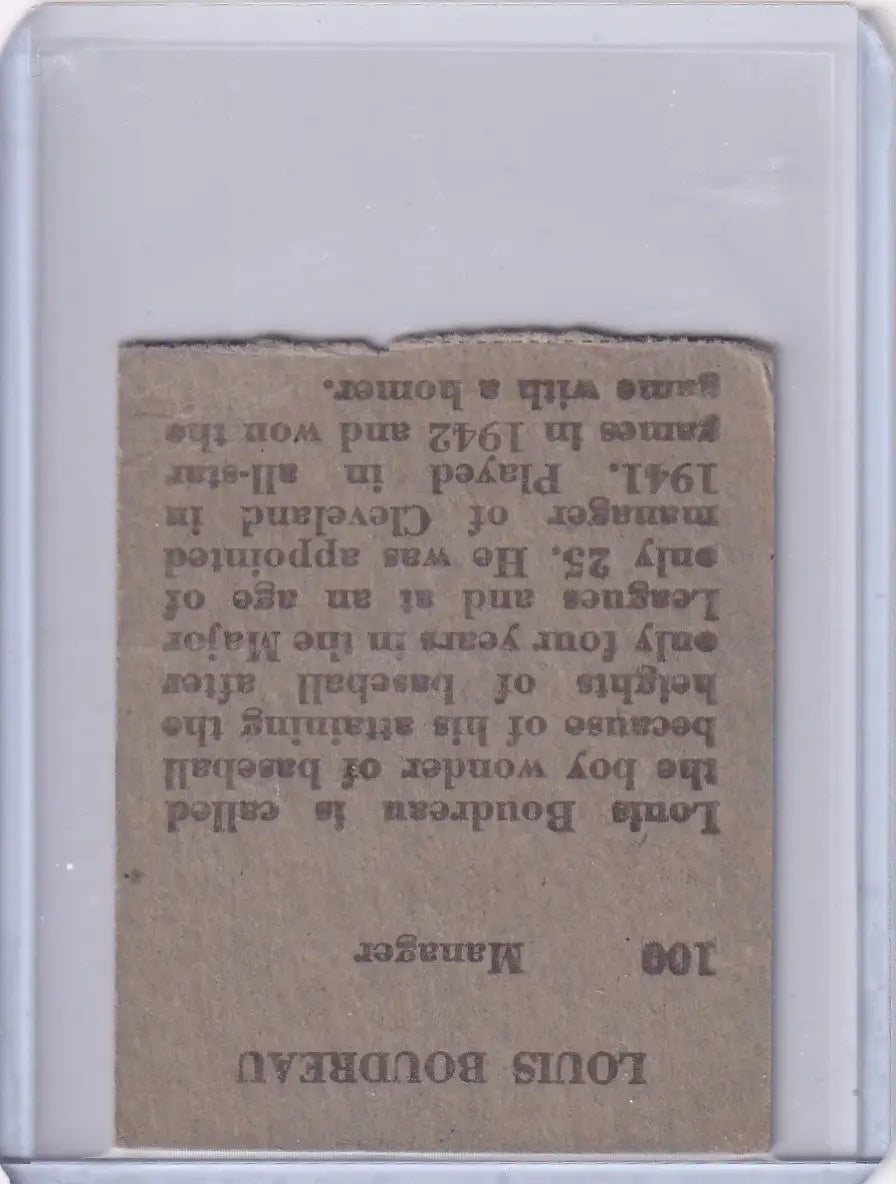 LOUIS BOUDREAU
100 Manager
Louis Boudreau is called
the boy wonder of baseball
because of his attaining the
heights of baseball after
only four years in the Major
Leagues and at an age of
only 25. He was appointed
manager of Cleveland in
1941. Played in all-star
games in 1942 and won the
game with a homer.